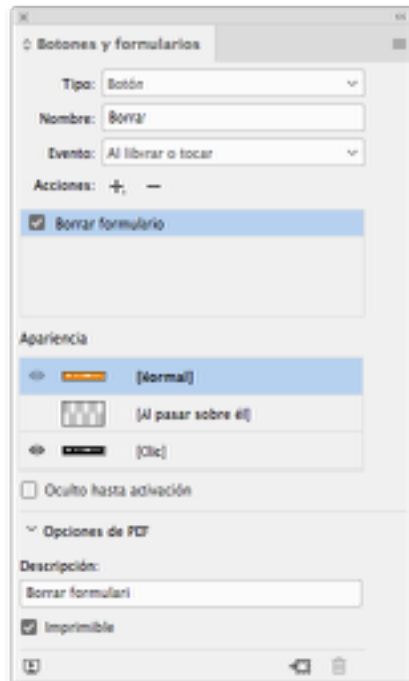 Botones y formularios
Tipo: Botón
Nombre: Borrar
Evento: Al librar o tocar
Acciones:
Borrar formulario
Apariencia
[Normal]
[Al pasar sobre él]
[Clic]
Oculto hasta activación
Opciones de PDF
Descripción:
Borrar formulari
Imprimible